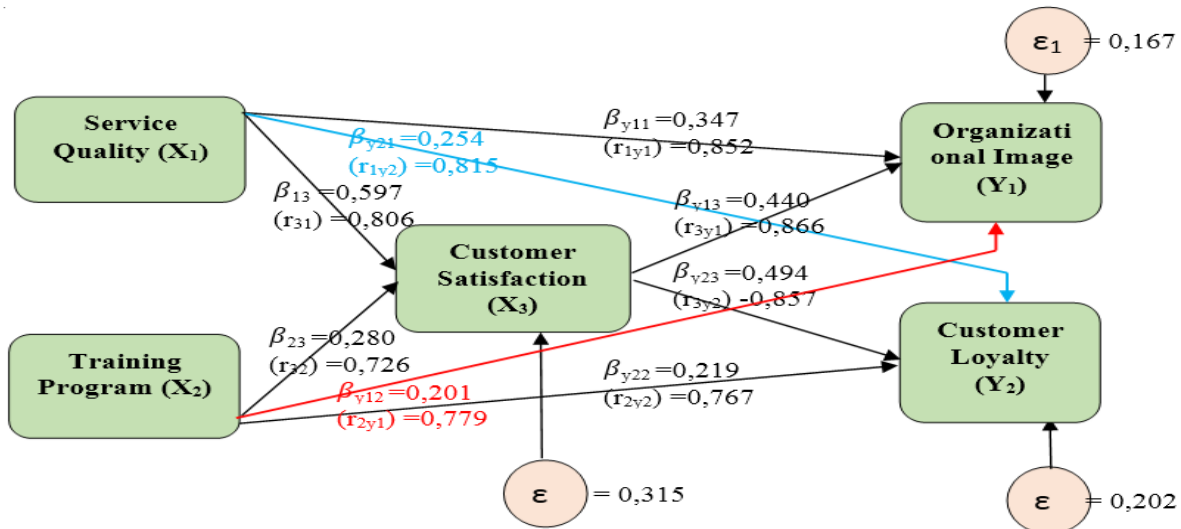 ε₁ = 0,167
Service
Quality (X₁)
βy21 =0,254
(r1y2) =0,815
βy11 =0,347
(r1y1) =0,852
Organizati
onal Image
(Y₁)
β13 =0,597
(r31) =0,806
βy13 =0,440
(r3y1) =0,866
Customer
Satisfaction
(X₃)
βy23 =0,494
(r3y2) -0,857
β23 =0,280
(r32) =0,726
Training
Program (X₂)
βy12 =0,201
(r2y1) =0,779
βy22 =0,219
(r2y2) =0,767
Customer
Loyalty
(Y₂)
ε = 0,315
ε = 0,202